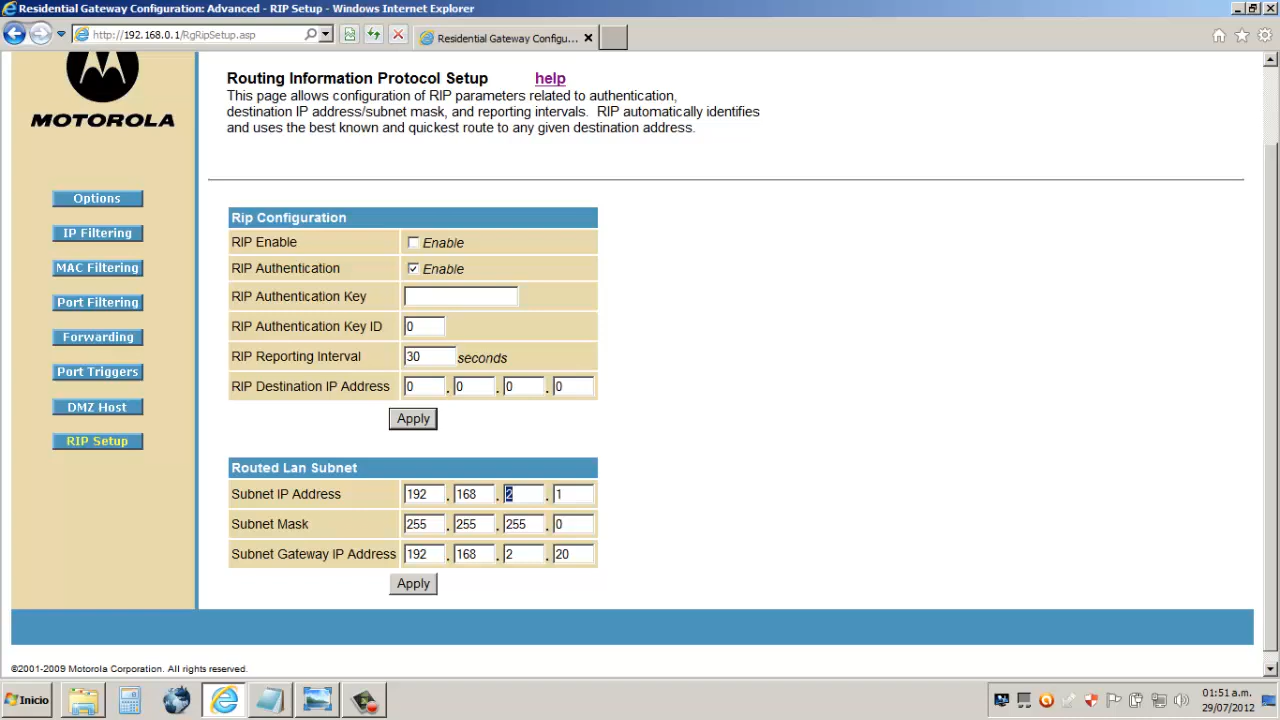 Residential Gateway Configuration: Advanced - RIP Setup - Windows Internet Explorer
http://192.168.0.1/RgRipSetup.asp
Residential Gateway Configu...
MOTOROLA
Routing Information Protocol Setup help
This page allows configuration of RIP parameters related to authentication,
destination IP address/subnet mask, and reporting intervals. RIP automatically identifies
and uses the best known and quickest route to any given destination address.
Options
IP Filtering
MAC Filtering
Port Filtering
Forwarding
Port Triggers
DMZ Host
RIP Setup
Rip Configuration
RIP Enable Enable
RIP Authentication Enable
RIP Authentication Key
RIP Authentication Key ID 0
RIP Reporting Interval 30 seconds
RIP Destination IP Address 0 . 0 . 0 . 0
Apply
Routed Lan Subnet
Subnet IP Address 192 . 168 . 2 . 1
Subnet Mask 255 . 255 . 255 . 0
Subnet Gateway IP Address 192 . 168 . 2 . 20
Apply
©2001-2009 Motorola Corporation. All rights reserved.
Inicio
01:51 a.m.
29/07/2012